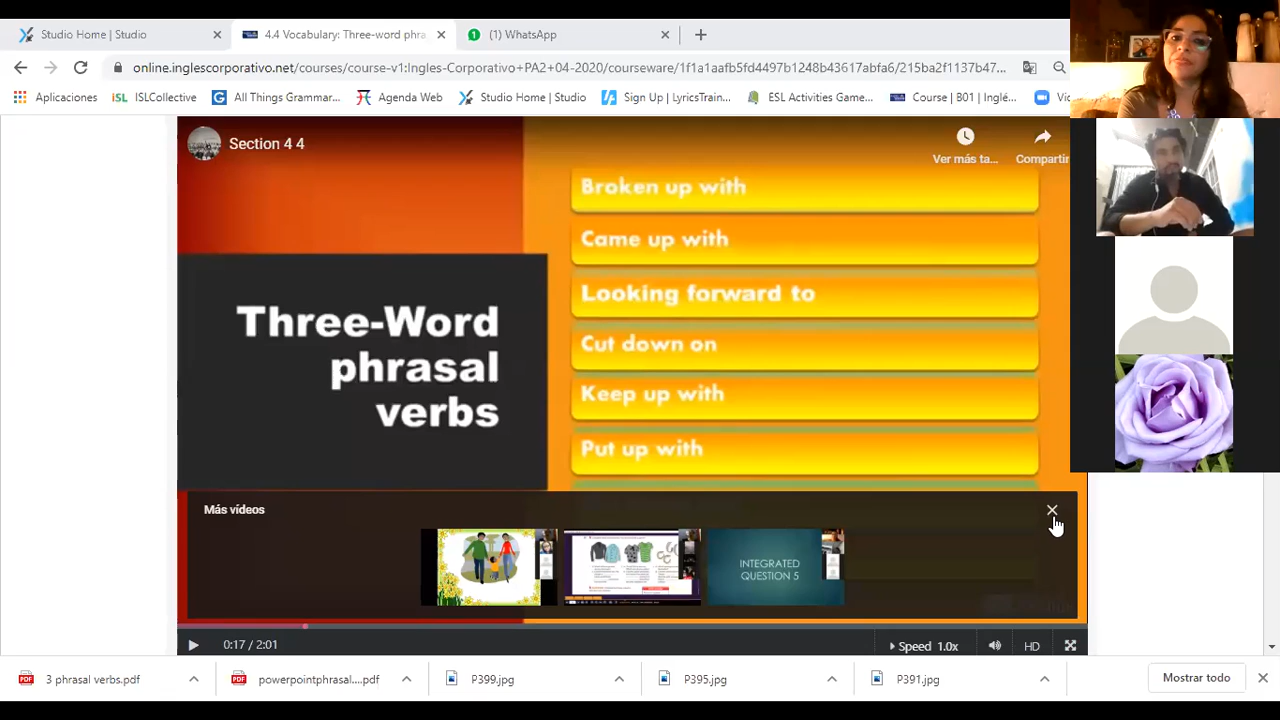 Studio Home | Studio
4.4 Vocabulary: Three-word phra
(1) WhatsApp
online.inglescorporativo.net/courses/course-v1:Ingles-Corporativo+PA2+04-2020/courseware/1f1a1aafb5fd4497b1248b43617abfa6/215ba2f1137b47...
Aplicaciones
iSL ISLCollective
All Things Grammar...
Agenda Web
Studio Home | Studio
Sign Up | LyricsTrain...
ESL Activities Game...
Course | B01 | Inglé...
Section 4 4
Ver más ta...
Compartir
Broken up with
Came up with
Looking forward to
Cut down on
Keep up with
Put up with
Three-Word
phrasal
verbs
Más vídeos
INTEGRATED
QUESTION 5
0:17 / 2:01
Speed 1.0x
HD
3 phrasal verbs.pdf
powerpointphrasal....pdf
P399.jpg
P395.jpg
P391.jpg
Mostrar todo